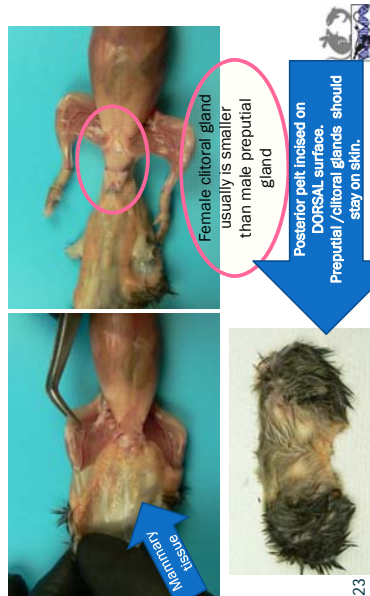 Mammary
tissue
Female clitoral gland
usually is smaller
than male preputial
gland
Posterior pelt incised on
DORSAL surface.
Preputial /clitoral glands should
stay on skin.
23